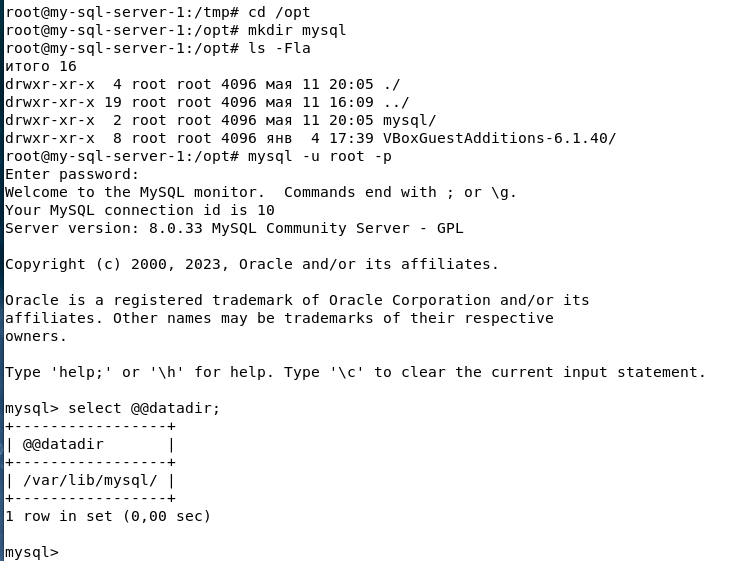 root@my-sql-server-1:/tmp# cd /opt
root@my-sql-server-1:/opt# mkdir mysql
root@my-sql-server-1:/opt# ls -Fla
итого 16
drwxr-xr-x  4 root root 4096 мая 11 20:05 ./
drwxr-xr-x 19 root root 4096 мая 11 16:09 ../
drwxr-xr-x  2 root root 4096 мая 11 20:05 mysql/
drwxr-xr-x  8 root root 4096 янв  4 17:39 VBoxGuestAdditions-6.1.40/
root@my-sql-server-1:/opt# mysql -u root -p
Enter password:
Welcome to the MySQL monitor.  Commands end with ; or \g.
Your MySQL connection id is 10
Server version: 8.0.33 MySQL Community Server - GPL

Copyright (c) 2000, 2023, Oracle and/or its affiliates.

Oracle is a registered trademark of Oracle Corporation and/or its
affiliates. Other names may be trademarks of their respective
owners.

Type 'help;' or '\h' for help. Type '\c' to clear the current input statement.

mysql> select @@datadir;
+-----------------+
| @@datadir       |
+-----------------+
| /var/lib/mysql/ |
+-----------------+
1 row in set (0,00 sec)

mysql>